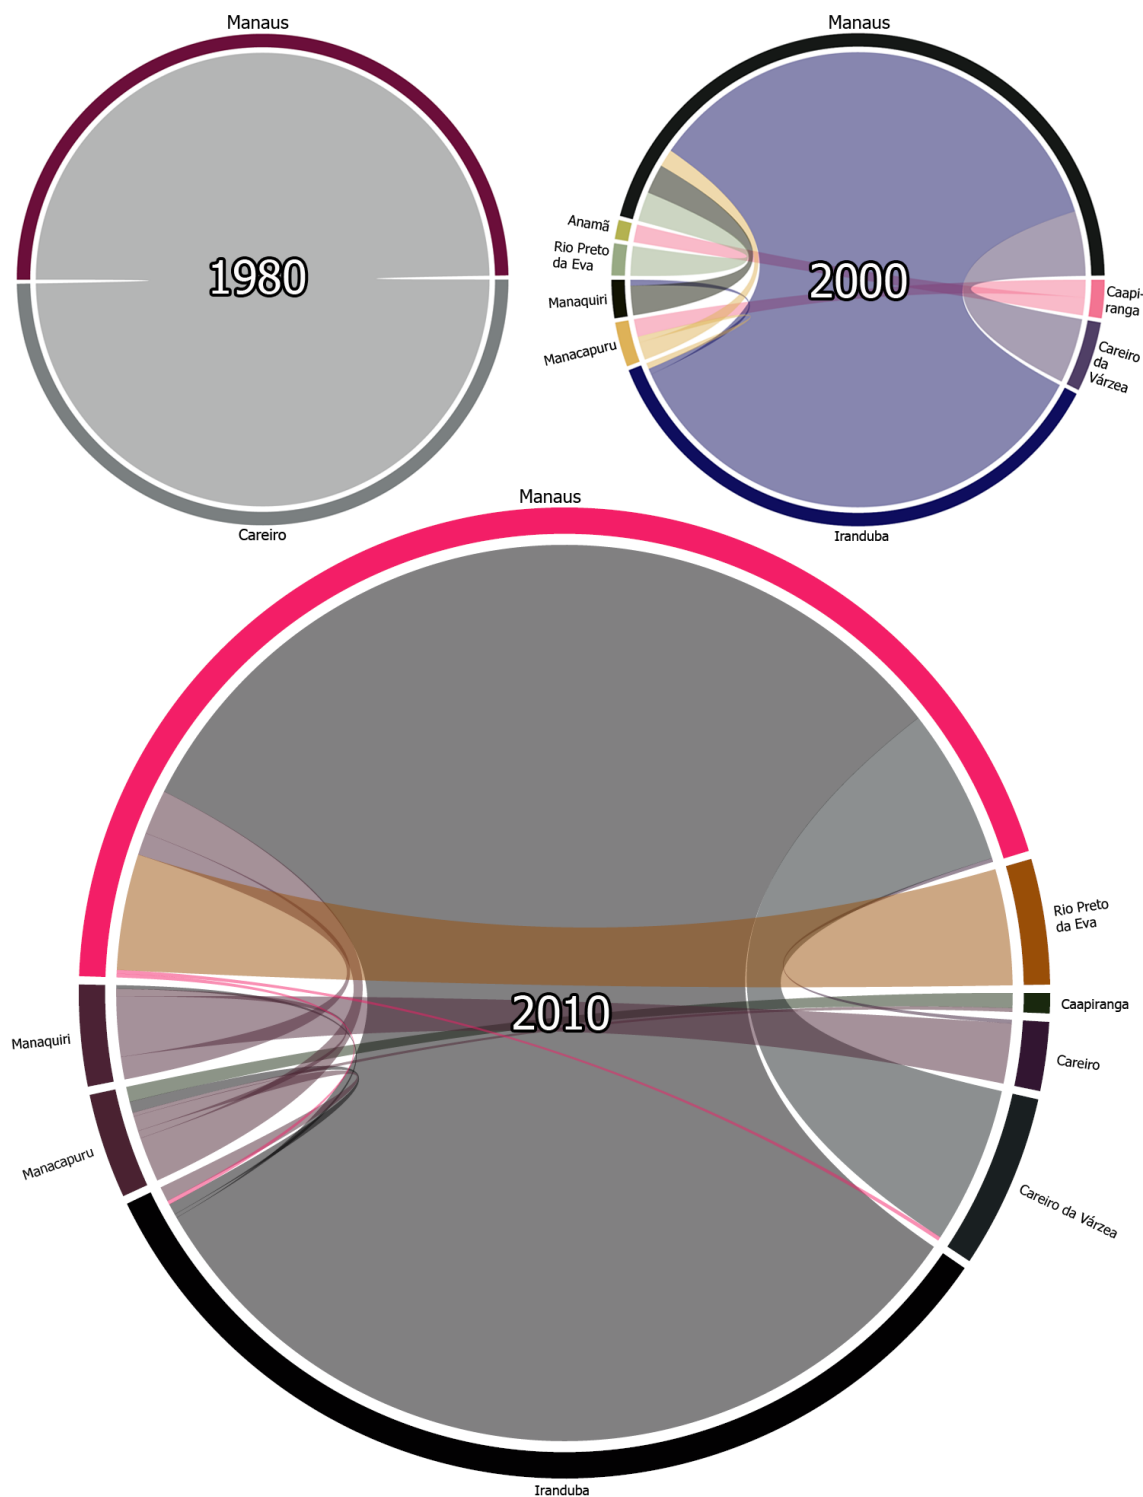 Manaus
1980
Careiro
Manaus
Anamã
Rio Preto
da Eva
Manaquiri
Manacapuru
2000
Caapi-
ranga
Careiro
da
Várzea
Iranduba
Manaus
Rio Preto
da Eva
Caapiranga
Careiro
Careiro da Várzea
2010
Manaquiri
Manacapuru
Iranduba